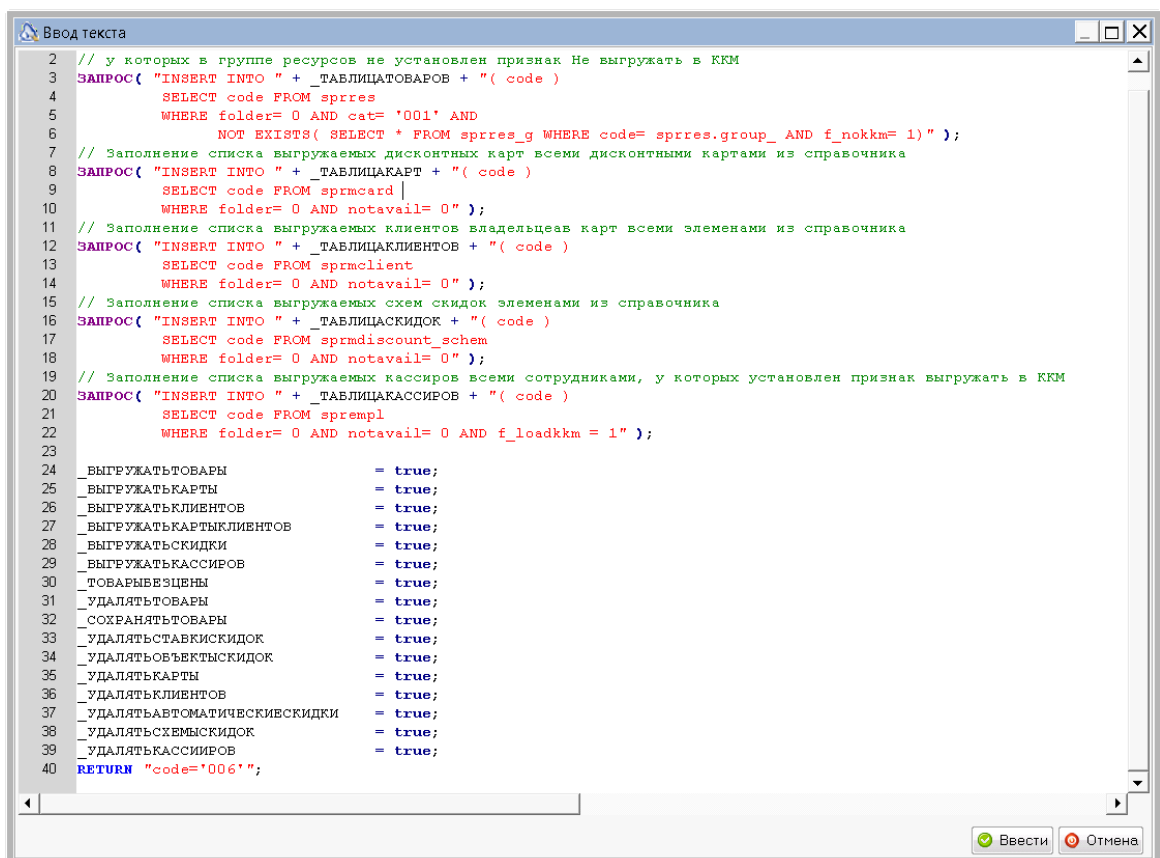 Ввод текста
2 // у которых в группе ресурсов не установлен признак Не выгружать в ККМ
3 ЗАПРОС( "INSERT INTO " + _ТАБЛИЦАТОВАРОВ + "( code )
4 SELECT code FROM sprres
5 WHERE folder= 0 AND cat= '001' AND
6 NOT EXISTS( SELECT * FROM sprres_g WHERE code= sprres.group_ AND f_nokkm= 1)" );
7 // Заполнение списка выгружаемых дисконтных карт всеми дисконтными картами из справочника
8 ЗАПРОС( "INSERT INTO " + _ТАБЛИЦАКАРТ + "( code )
9 SELECT code FROM sprmcard
10 WHERE folder= 0 AND notavail= 0" );
11 // Заполнение списка выгружаемых клиентов владельцеав карт всеми элеменами из справочника
12 ЗАПРОС( "INSERT INTO " + _ТАБЛИЦАКЛИЕНТОВ + "( code )
13 SELECT code FROM sprmclient
14 WHERE folder= 0 AND notavail= 0" );
15 // Заполнение списка выгружаемых схем скидок элеменами из справочника
16 ЗАПРОС( "INSERT INTO " + _ТАБЛИЦАСКИДОК + "( code )
17 SELECT code FROM sprmdiscount_schem
18 WHERE folder= 0 AND notavail= 0" );
19 // Заполнение списка выгружаемых кассиров всеми сотрудниками, у которых установлен признак выгружать в ККМ
20 ЗАПРОС( "INSERT INTO " + _ТАБЛИЦАКАССИРОВ + "( code )
21 SELECT code FROM sprempl
22 WHERE folder= 0 AND notavail= 0 AND f_loadkkm = 1" );
23
24 _ВЫГРУЖАТЬТОВАРЫ = true;
25 _ВЫГРУЖАТЬКАРТЫ = true;
26 _ВЫГРУЖАТЬКЛИЕНТОВ = true;
27 _ВЫГРУЖАТЬКАРТЫКЛИЕНТОВ = true;
28 _ВЫГРУЖАТЬСКИДКИ = true;
29 _ВЫГРУЖАТЬКАССИРОВ = true;
30 _ТОВАРЫБЕЗЦЕНЫ = true;
31 _УДАЛЯТЬТОВАРЫ = true;
32 _СОХРАНЯТЬТОВАРЫ = true;
33 _УДАЛЯТЬСТАВКИСКИДОК = true;
34 _УДАЛЯТЬОБЪЕКТЫСКИДОК = true;
35 _УДАЛЯТЬКАРТЫ = true;
36 _УДАЛЯТЬКЛИЕНТОВ = true;
37 _УДАЛЯТЬАВТОМАТИЧЕСКИЕСКИДКИ = true;
38 _УДАЛЯТЬСХЕМЫСКИДОК = true;
39 _УДАЛЯТЬКАССИИРОВ = true;
40 RETURN "code='006'";
Ввести Отмена